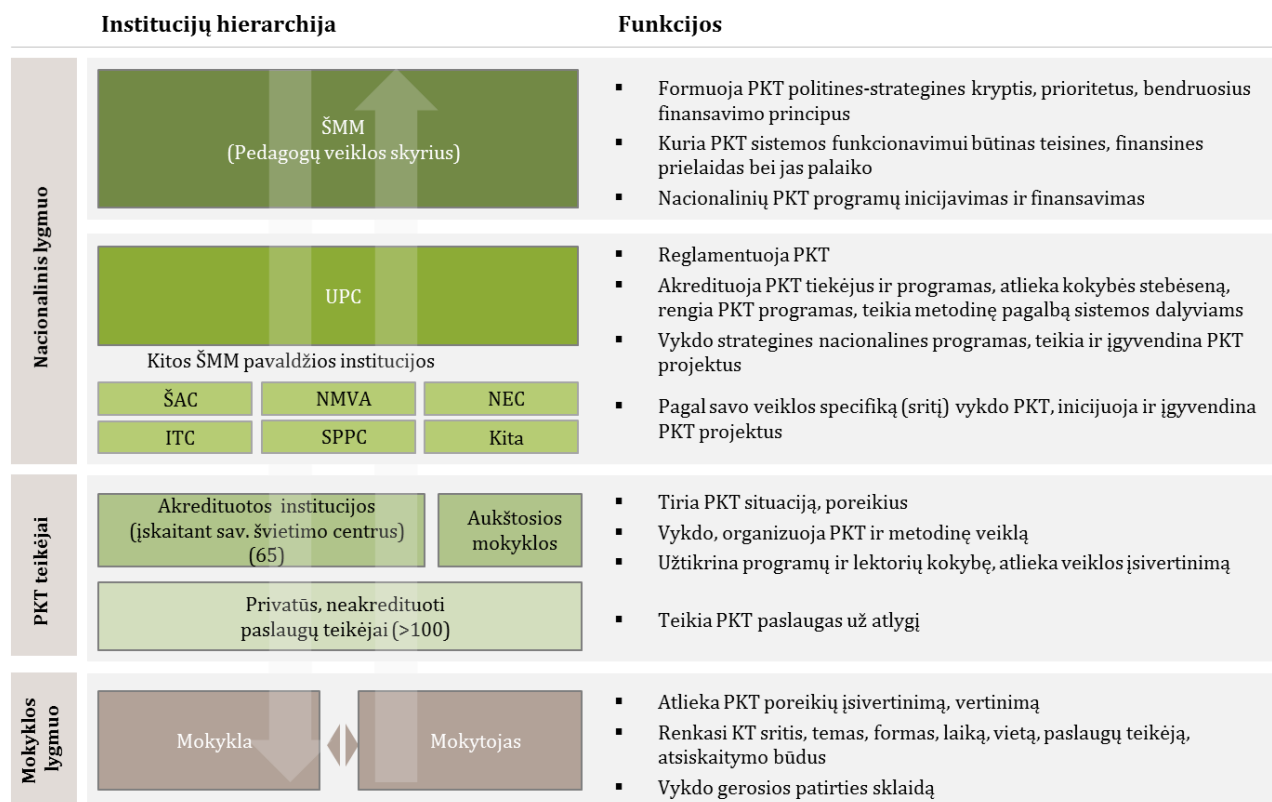 Institucijų hierarchija
Funkcijos
Nacionalinis lygmuo
ŠMM
(Pedagogų veiklos skyrius)
▪ Formuoja PKT politines-strategines kryptis, prioritetus, bendruosius
finansavimo principus
▪ Kuria PKT sistemos funkcionavimui būtinas teisines, finansines
prielaidas bei jas palaiko
▪ Nacionalinių PKT programų inicijavimas ir finansavimas
UPC
▪ Reglamentuoja PKT
▪ Akredituoja PKT tiekėjus ir programas, atlieka kokybės stebėseną,
rengia PKT programas, teikia metodinę pagalbą sistemos dalyviams
▪ Vykdo strategines nacionalines programas, teikia ir įgyvendina PKT
projektus
Kitos ŠMM pavaldžios institucijos
ŠAC
NMVA
NEC
ITC
SPPC
Kita
▪ Pagal savo veiklos specifiką (sritį) vykdo PKT, inicijuoja ir įgyvendina
PKT projektus
PKT teikėjai
Akredituotos institucijos
(įskaitant sav. švietimo centrus)
(65)
Aukštosios
mokyklos
▪ Tiria PKT situaciją, poreikius
▪ Vykdo, organizuoja PKT ir metodinę veiklą
▪ Užtikrina programų ir lektorių kokybę, atlieka veiklos įsivertinimą
Privatūs, neakredituoti
paslaugų teikėjai (>100)
▪ Teikia PKT paslaugas už atlygį
Mokyklos
lygmuo
Mokykla
Mokytojas
▪ Atlieka PKT poreikių įsivertinimą, vertinimą
▪ Renkasi KT sritis, temas, formas, laiką, vietą, paslaugų teikėją,
atsiskaitymo būdus
▪ Vykdo gerosios patirties sklaidą